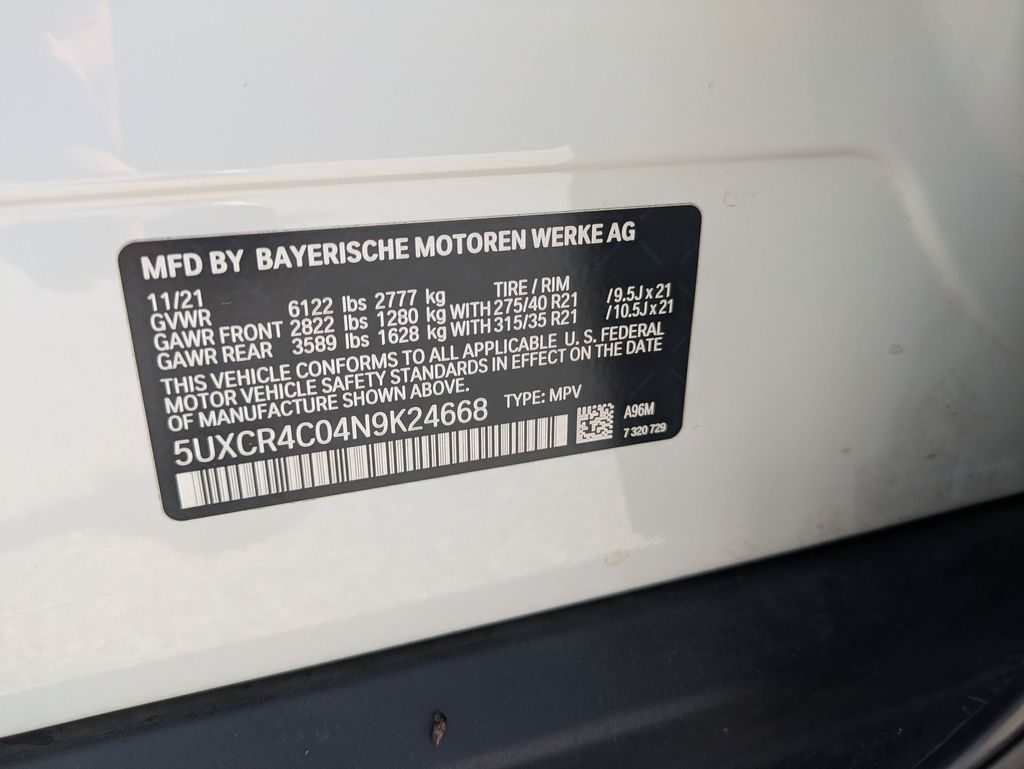 MFD BY BAYERISCHE MOTOREN WERKE AG
11/21 TIRE / RIM
GVWR 6122 lbs 2777 kg
GAWR FRONT 2822 lbs 1280 kg WITH 275/40 R21 / 9.5J x 21
GAWR REAR 3589 lbs 1628 kg WITH 315/35 R21 / 10.5J x 21
THIS VEHICLE CONFORMS TO ALL APPLICABLE U. S. FEDERAL
MOTOR VEHICLE SAFETY STANDARDS IN EFFECT ON THE DATE
OF MANUFACTURE SHOWN ABOVE.
5UXCR4C04N9K24668 TYPE: MPV
A96M
7 320 729